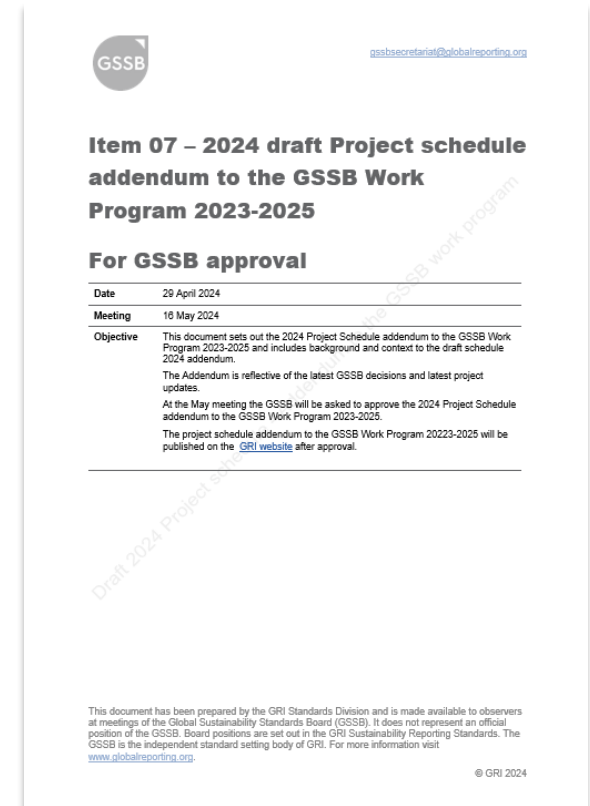 GSSB
gssbsecretariat@globalreporting.org
Item 07 – 2024 draft Project schedule
addendum to the GSSB Work
Program 2023-2025
For GSSB approval
Date 29 April 2024
Meeting 16 May 2024
Objective This document sets out the 2024 Project Schedule addendum to the GSSB Work
Program 2023-2025 and includes background and context to the draft schedule
2024 addendum.
The Addendum is reflective of the latest GSSB decisions and latest project
updates.
At the May meeting the GSSB will be asked to approve the 2024 Project Schedule
addendum to the GSSB Work Program 2023-2025.
The project schedule addendum to the GSSB Work Program 20223-2025 will be
published on the GRI website after approval.
Draft 2024 Project schedule addendum to the GSSB work program
This document has been prepared by the GRI Standards Division and is made available to observers
at meetings of the Global Sustainability Standards Board (GSSB). It does not represent an official
position of the GSSB. Board positions are set out in the GRI Sustainability Reporting Standards. The
GSSB is the independent standard setting body of GRI. For more information visit
www.globalreporting.org.
© GRI 2024